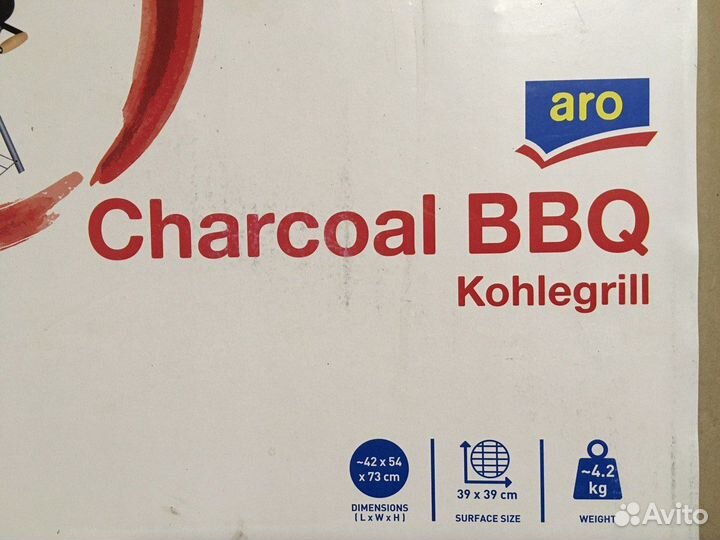 aro
Charcoal BBQ
Kohlegrill
~42 x 54
x 73 cm
DIMENSIONS
(LxWxH)
39 x 39 cm
SURFACE SIZE
~4.2
kg
WEIGHT
Avito